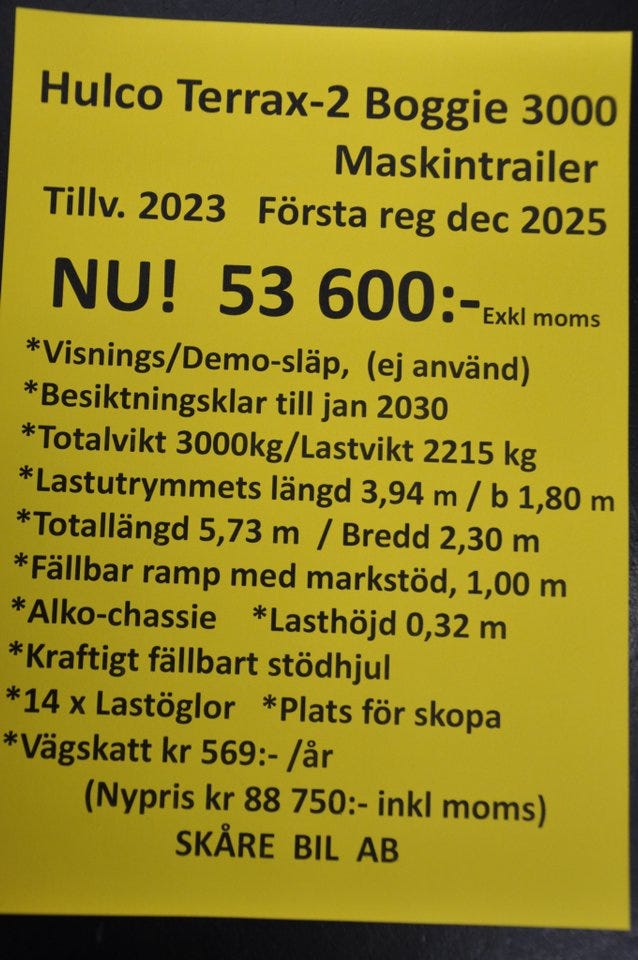 Hulco Terrax-2 Boggie 3000
Maskintrailer
Tillv. 2023 Första reg dec 2025
NU! 53 600:- Exkl moms
*Visnings/Demo-släp, (ej använd)
*Besiktningsklar till jan 2030
*Totalvikt 3000kg/Lastvikt 2215 kg
*Lastutrymmets längd 3,94 m / b 1,80 m
*Totallängd 5,73 m / Bredd 2,30 m
*Fällbar ramp med markstöd, 1,00 m
*Alko-chassie *Lasthöjd 0,32 m
*Kraftigt fällbart stödhjul
*14 x Lastöglor *Plats för skopa
*Vägskatt kr 569:- /år
(Nypris kr 88 750:- inkl moms)
SKÅRE BIL AB